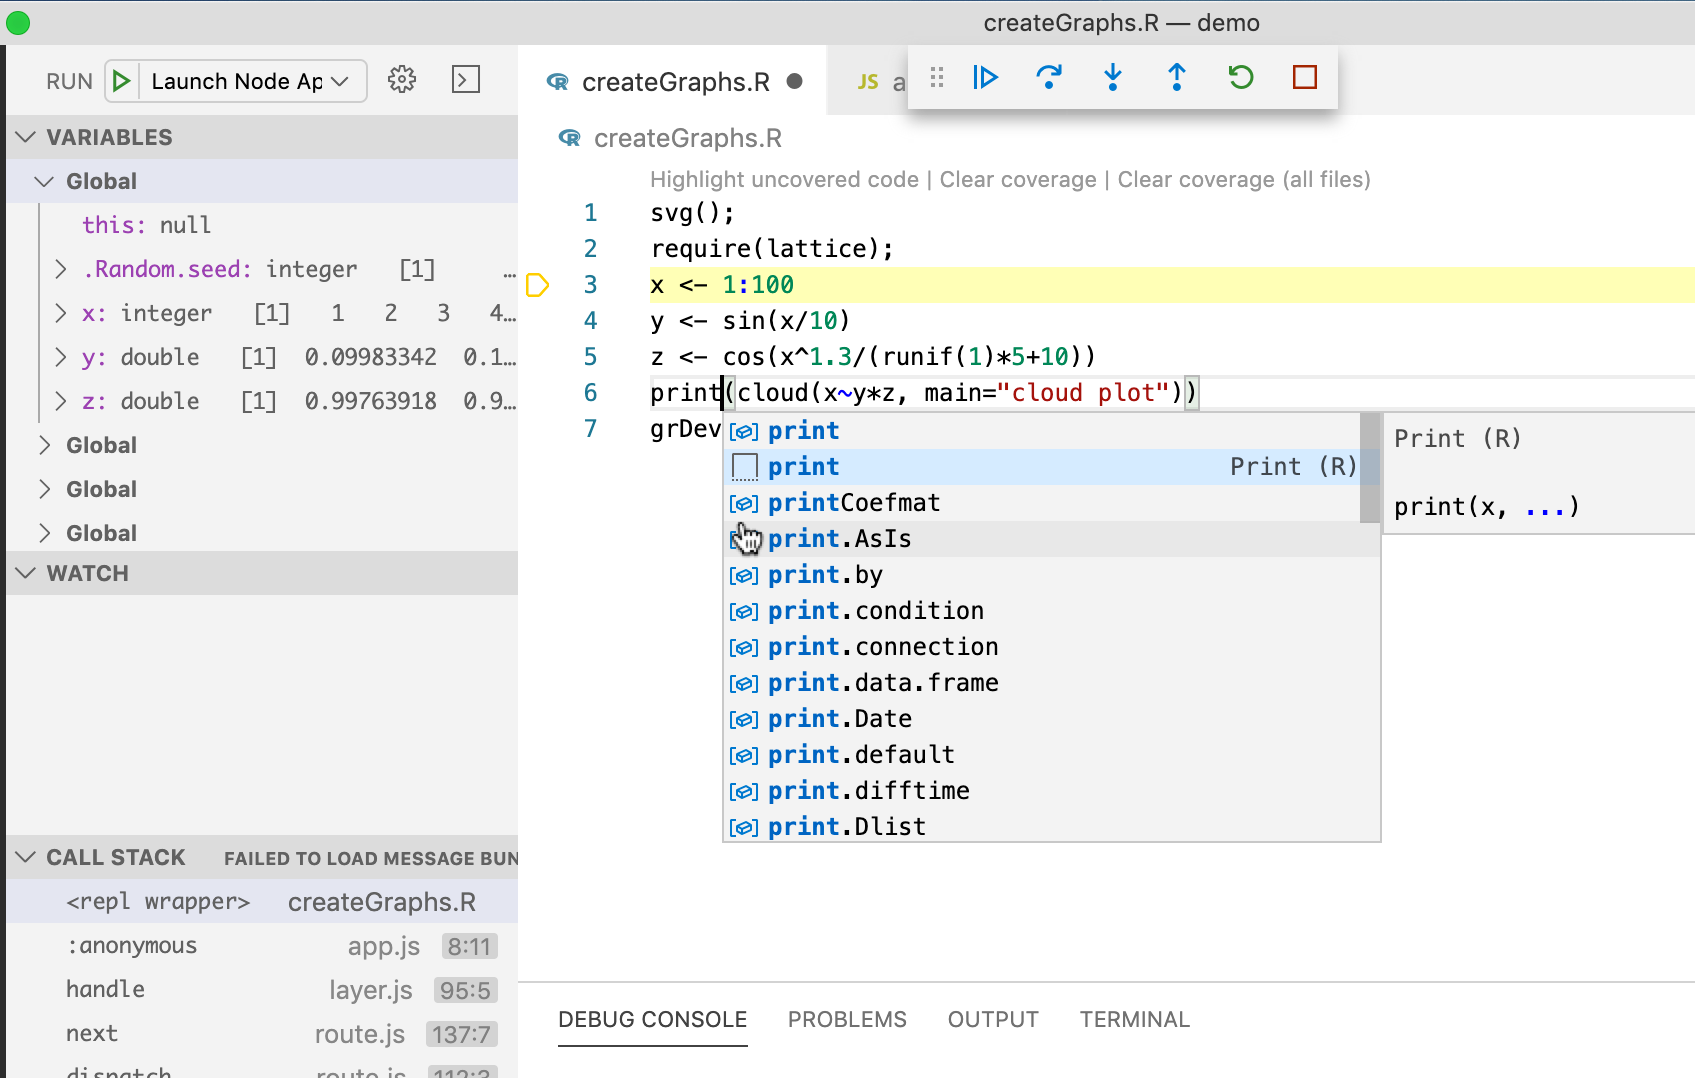 createGraphs.R — demo
RUN Launch Node Ap
VARIABLES
Global
this: null
.Random.seed: integer [1] …
x: integer [1] 1 2 3 4…
y: double [1] 0.09983342 0.1…
z: double [1] 0.99763918 0.9…
Global
Global
Global
WATCH
CALL STACK FAILED TO LOAD MESSAGE BUN
<repl wrapper> createGraphs.R
:anonymous app.js 8:11
handle layer.js 95:5
next route.js 137:7
dispatch route.js 112:3
createGraphs.R
JS a
createGraphs.R
Highlight uncovered code | Clear coverage | Clear coverage (all files)
1 svg();
2 require(lattice);
3 x <- 1:100
4 y <- sin(x/10)
5 z <- cos(x^1.3/(runif(1)*5+10))
6 print(cloud(x~y*z, main="cloud plot"))
7 grDev
print
print Print (R)
printCoefmat
print.AsIs
print.by
print.condition
print.connection
print.data.frame
print.Date
print.default
print.difftime
print.Dlist
Print (R)
print(x, ...)
DEBUG CONSOLE PROBLEMS OUTPUT TERMINAL